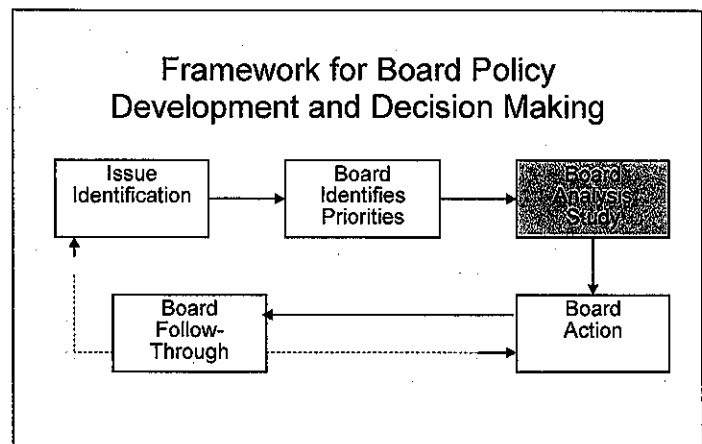 Framework for Board Policy
Development and Decision Making
Issue
Identification
Board
Identifies
Priorities
Board
Analysis
Study
Board
Follow-
Through
Board
Action